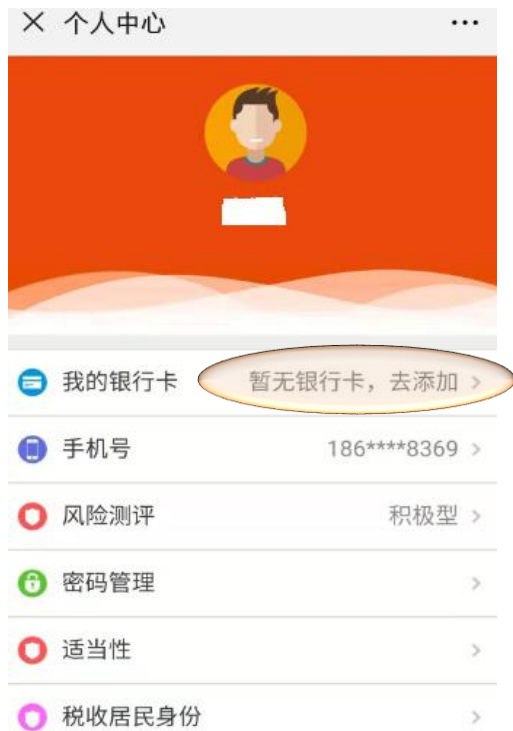 个人中心
我的银行卡 暂无银行卡，去添加
手机号 186****8369
风险测评 积极型
密码管理
适当性
税收居民身份